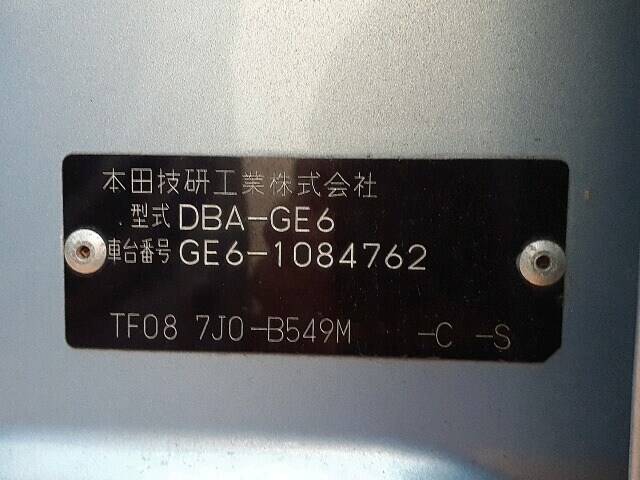 本田技研工業株式会社
型式 DBA-GE6
車台番号 GE6-1084762
TF08 7J0-B549M -C -S